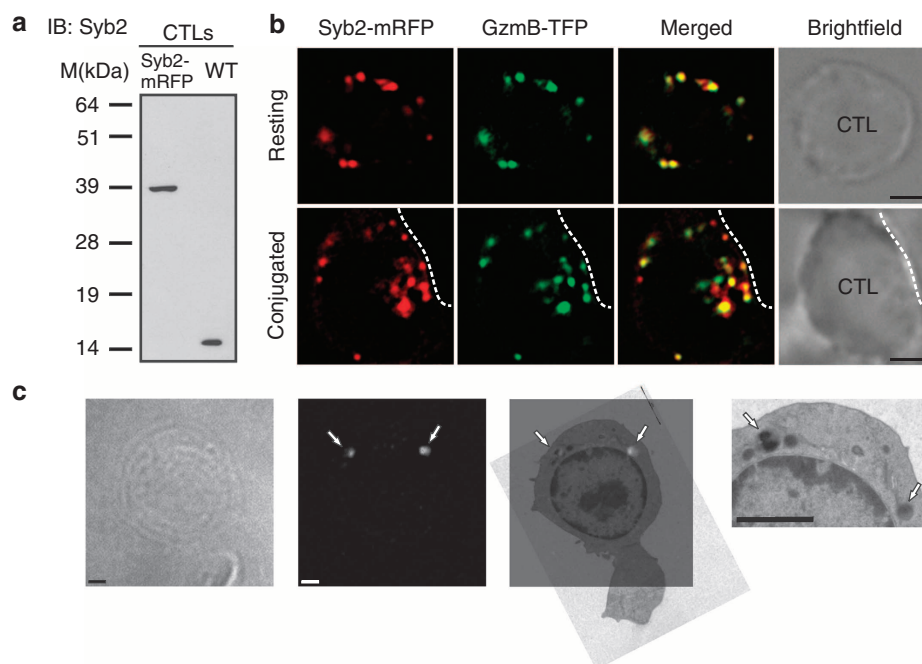 a
IB: Syb2
CTLs
M(kDa)
Syb2-
mRFP
WT
64
51
39
28
19
14
b
Syb2-mRFP
GzmB-TFP
Merged
Brightfield
Resting
CTL
Conjugated
CTL
c